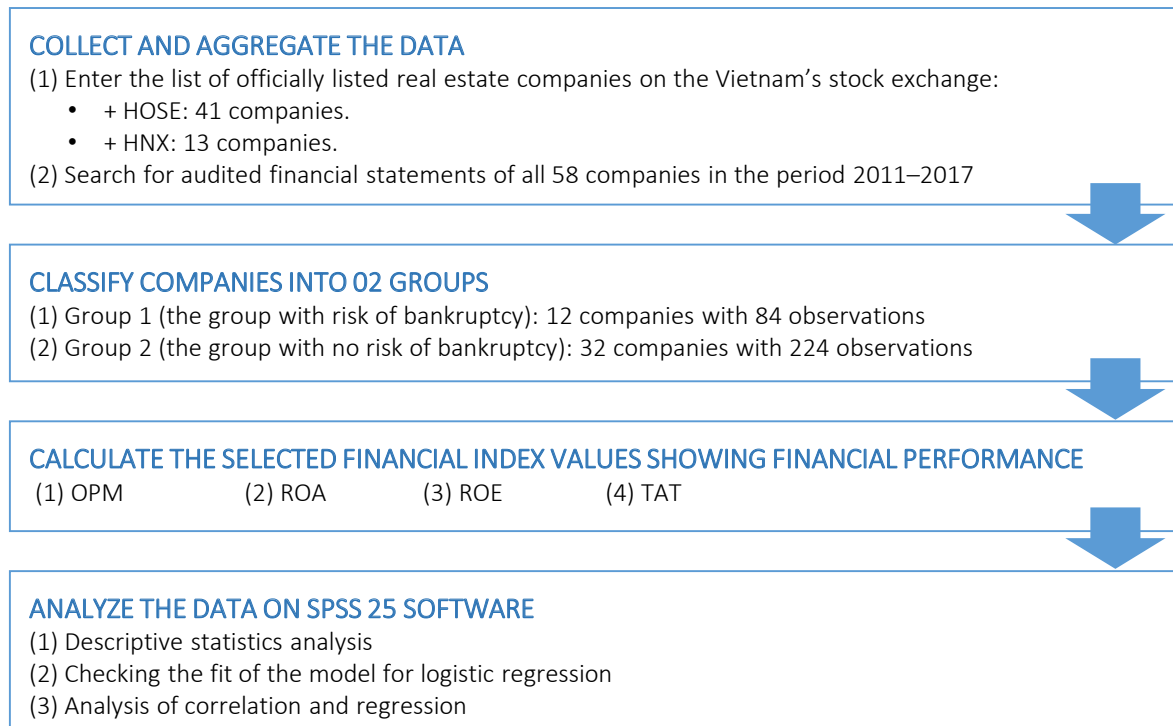 COLLECT AND AGGREGATE THE DATA
(1) Enter the list of officially listed real estate companies on the Vietnam's stock exchange:
• + HOSE: 41 companies.
• + HNX: 13 companies.
(2) Search for audited financial statements of all 58 companies in the period 2011–2017
CLASSIFY COMPANIES INTO 02 GROUPS
(1) Group 1 (the group with risk of bankruptcy): 12 companies with 84 observations
(2) Group 2 (the group with no risk of bankruptcy): 32 companies with 224 observations
CALCULATE THE SELECTED FINANCIAL INDEX VALUES SHOWING FINANCIAL PERFORMANCE
(1) OPM (2) ROA (3) ROE (4) TAT
ANALYZE THE DATA ON SPSS 25 SOFTWARE
(1) Descriptive statistics analysis
(2) Checking the fit of the model for logistic regression
(3) Analysis of correlation and regression